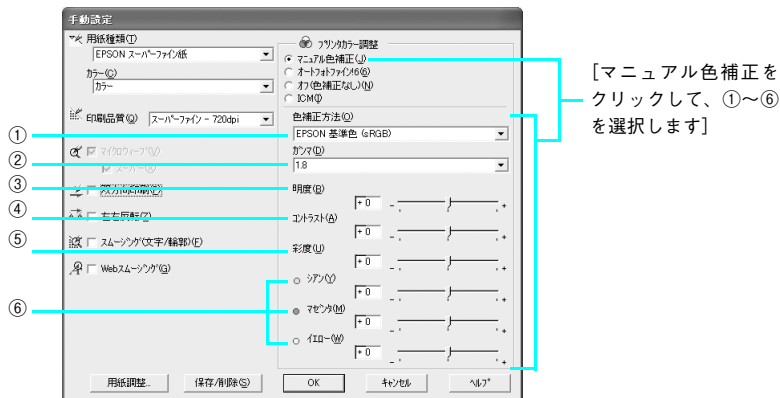 手動設定
用紙種類(T)
EPSON スーパーファイン紙
カラー(C)
カラー
印刷品質(Q)
スーパーファイン - 720dpi
マイクロウィーブ(V)
スーパー(X)
双方向印刷(P)
左右反転(Z)
スムージング(文字/輪郭)(F)
Webスムージング(G)
プリンタカラー調整
マニュアル色補正(J)
オートフォトファイン!6(6)
オフ(色補正なし)(N)
ICM(I)
色補正方法(O)
EPSON 基準色 (sRGB)
ガンマ(D)
1.8
明度(B)
+ 0
- +
コントラスト(A)
+ 0
- +
彩度(U)
+ 0
- +
シアン(Y)
+ 0
- +
マゼンタ(M)
+ 0
- +
イエロー(W)
+ 0
- +
用紙調整...
保存/削除(S)
OK
キャンセル
ヘルプ
①
②
③
④
⑤
⑥
[マニュアル色補正を
クリックして、①〜⑥
を選択します]